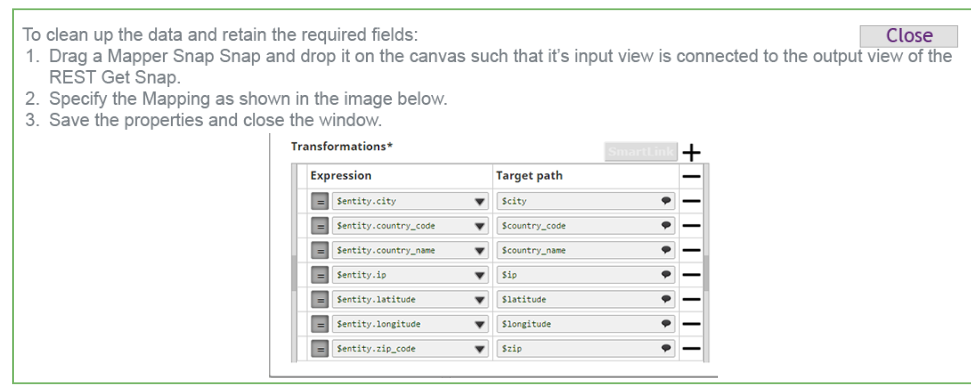 To clean up the data and retain the required fields:
Close
1. Drag a Mapper Snap Snap and drop it on the canvas such that it's input view is connected to the output view of the
REST Get Snap.
2. Specify the Mapping as shown in the image below.
3. Save the properties and close the window.
Transformations*
SmartLink
Expression Target path
= $entity.city $city
= $entity.country_code $country_code
= $entity.country_name $country_name
= $entity.ip $ip
= $entity.latitude $latitude
= $entity.longitude $longitude
= $entity.zip_code $zip